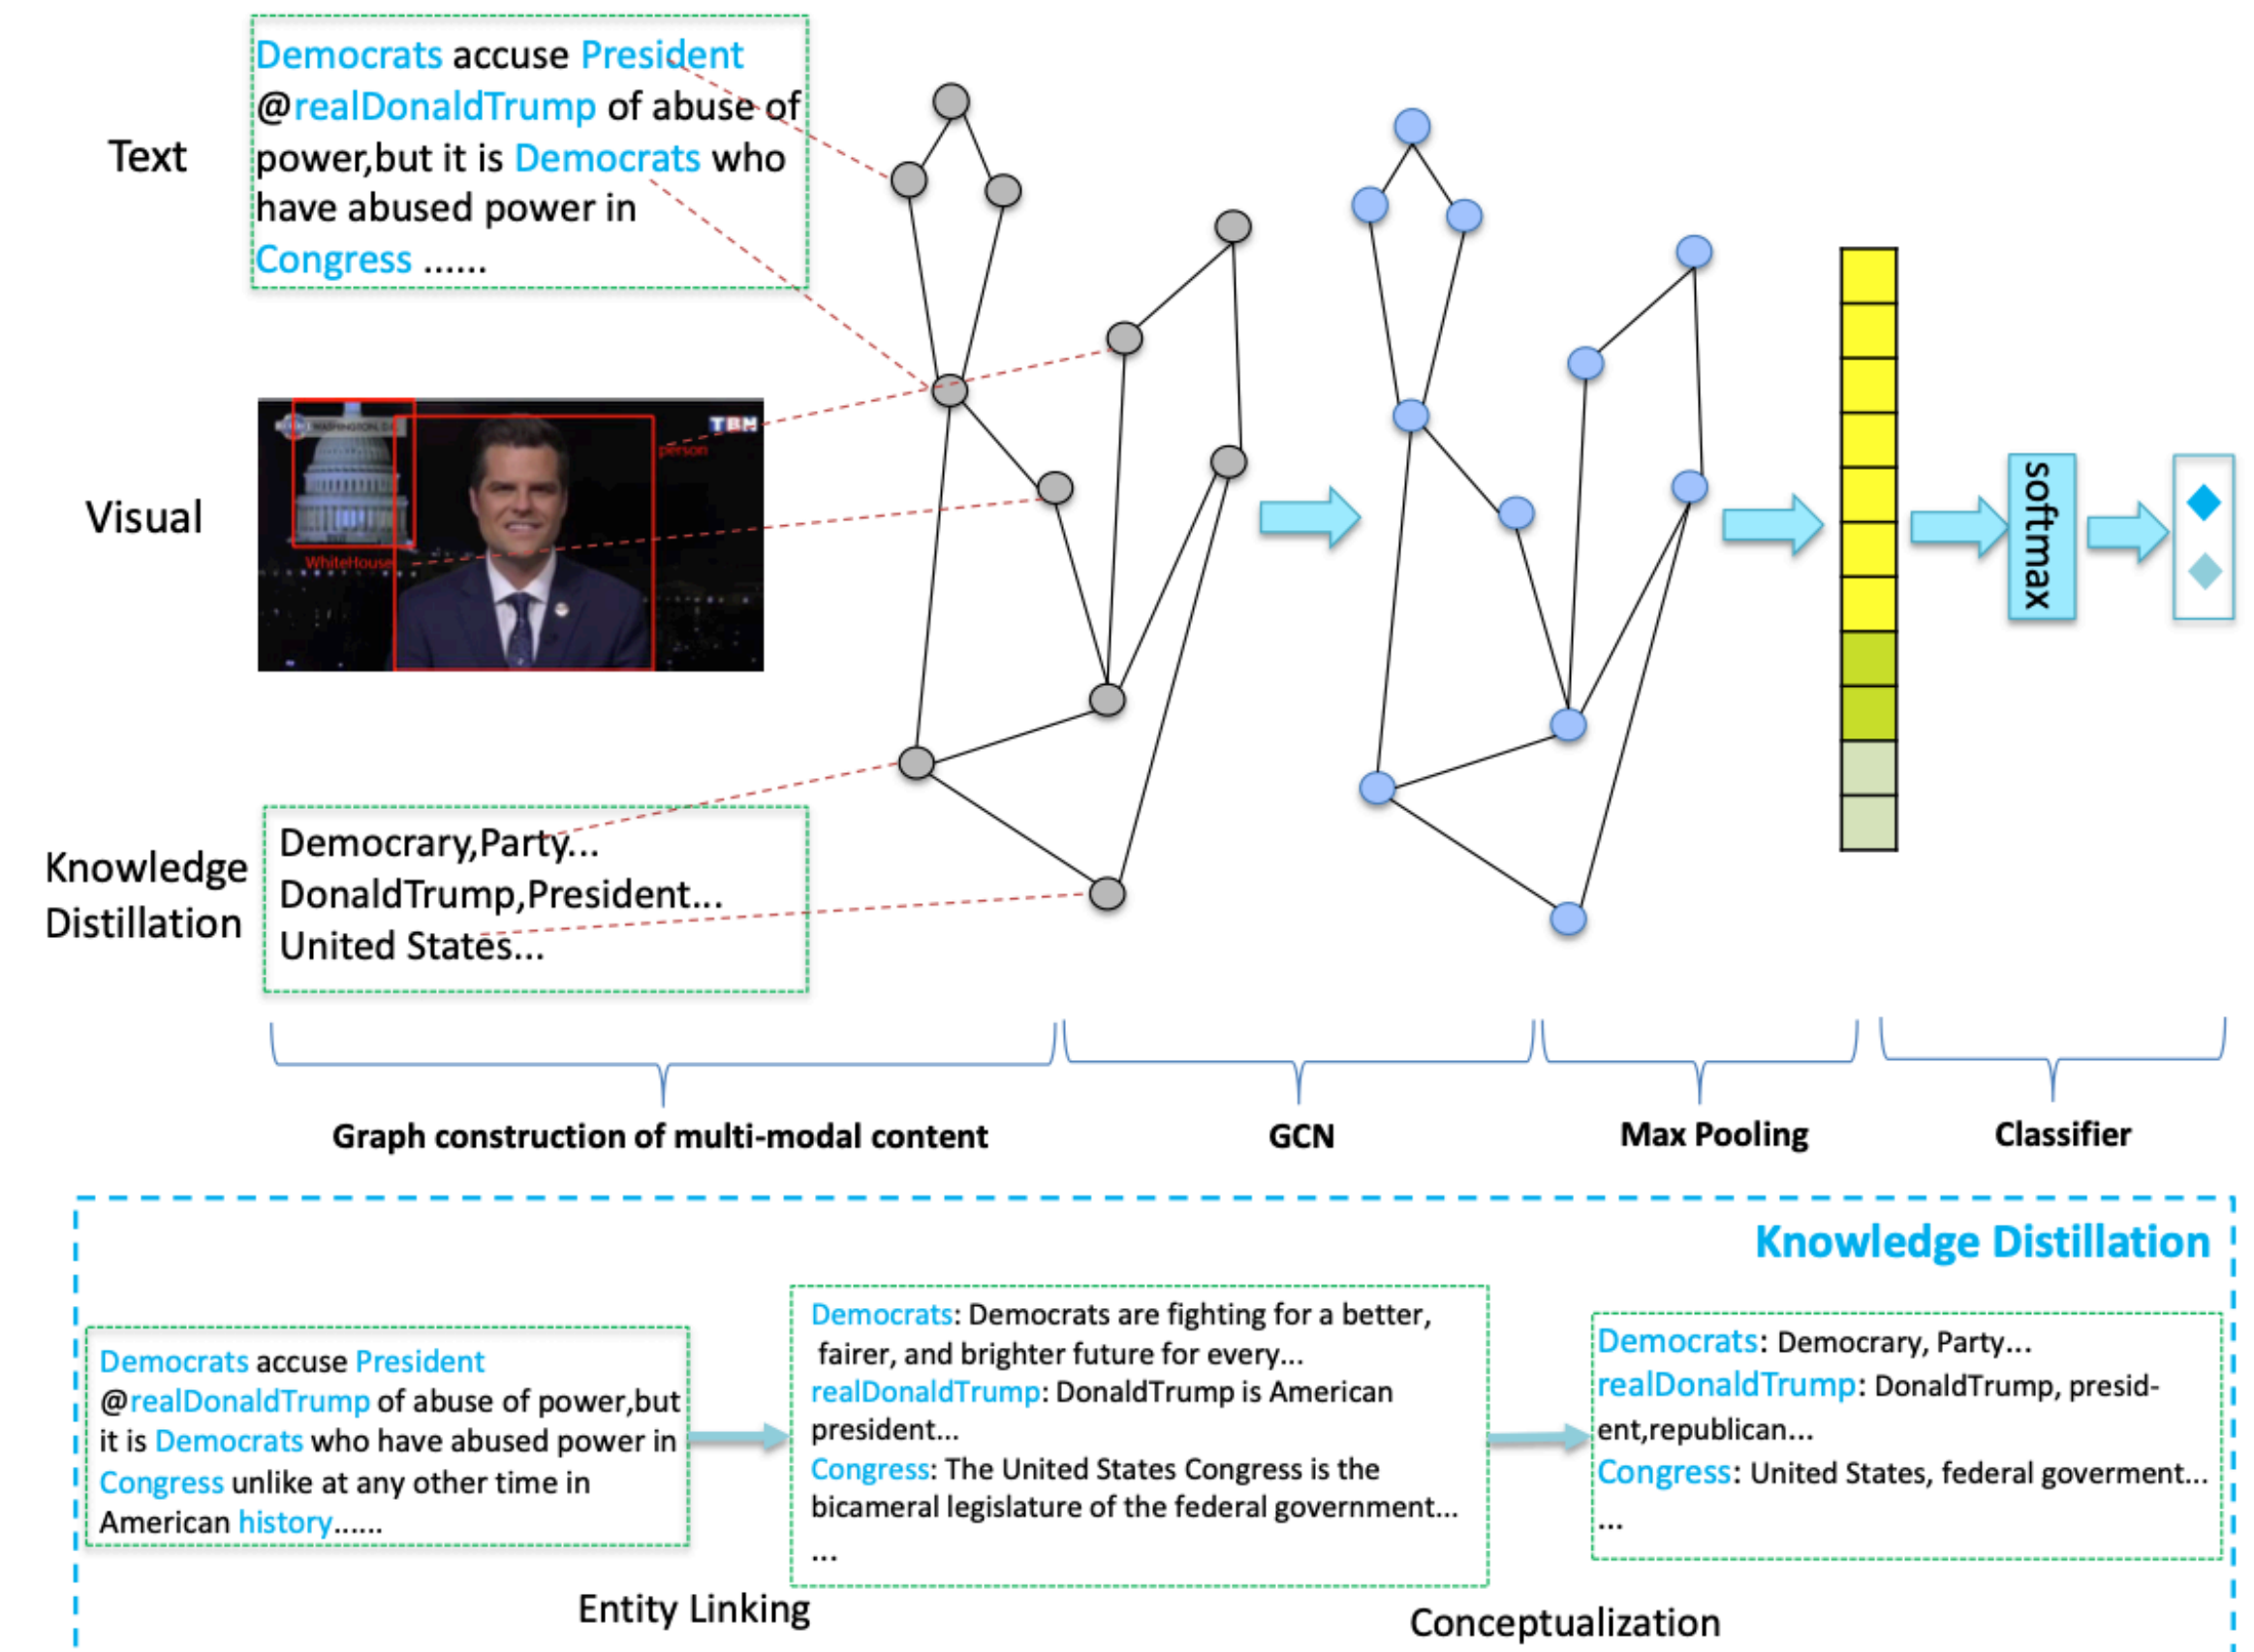 Text
Democrats accuse President
@realDonaldTrump of abuse of
power,but it is Democrats who
have abused power in
Congress ......
Visual
WASHINGTON, D.C.
TBM
person
WhiteHouse
Knowledge
Distillation
Democrary,Party...
DonaldTrump,President...
United States...
softmax
Graph construction of multi-modal content
GCN
Max Pooling
Classifier
Knowledge Distillation
Democrats accuse President
@realDonaldTrump of abuse of power,but
it is Democrats who have abused power in
Congress unlike at any other time in
American history......
Entity Linking
Democrats: Democrats are fighting for a better,
fairer, and brighter future for every...
realDonaldTrump: DonaldTrump is American
president...
Congress: The United States Congress is the
bicameral legislature of the federal government...
...
Conceptualization
Democrats: Democrary, Party...
realDonaldTrump: DonaldTrump, presid-
ent,republican...
Congress: United States, federal goverment...
...